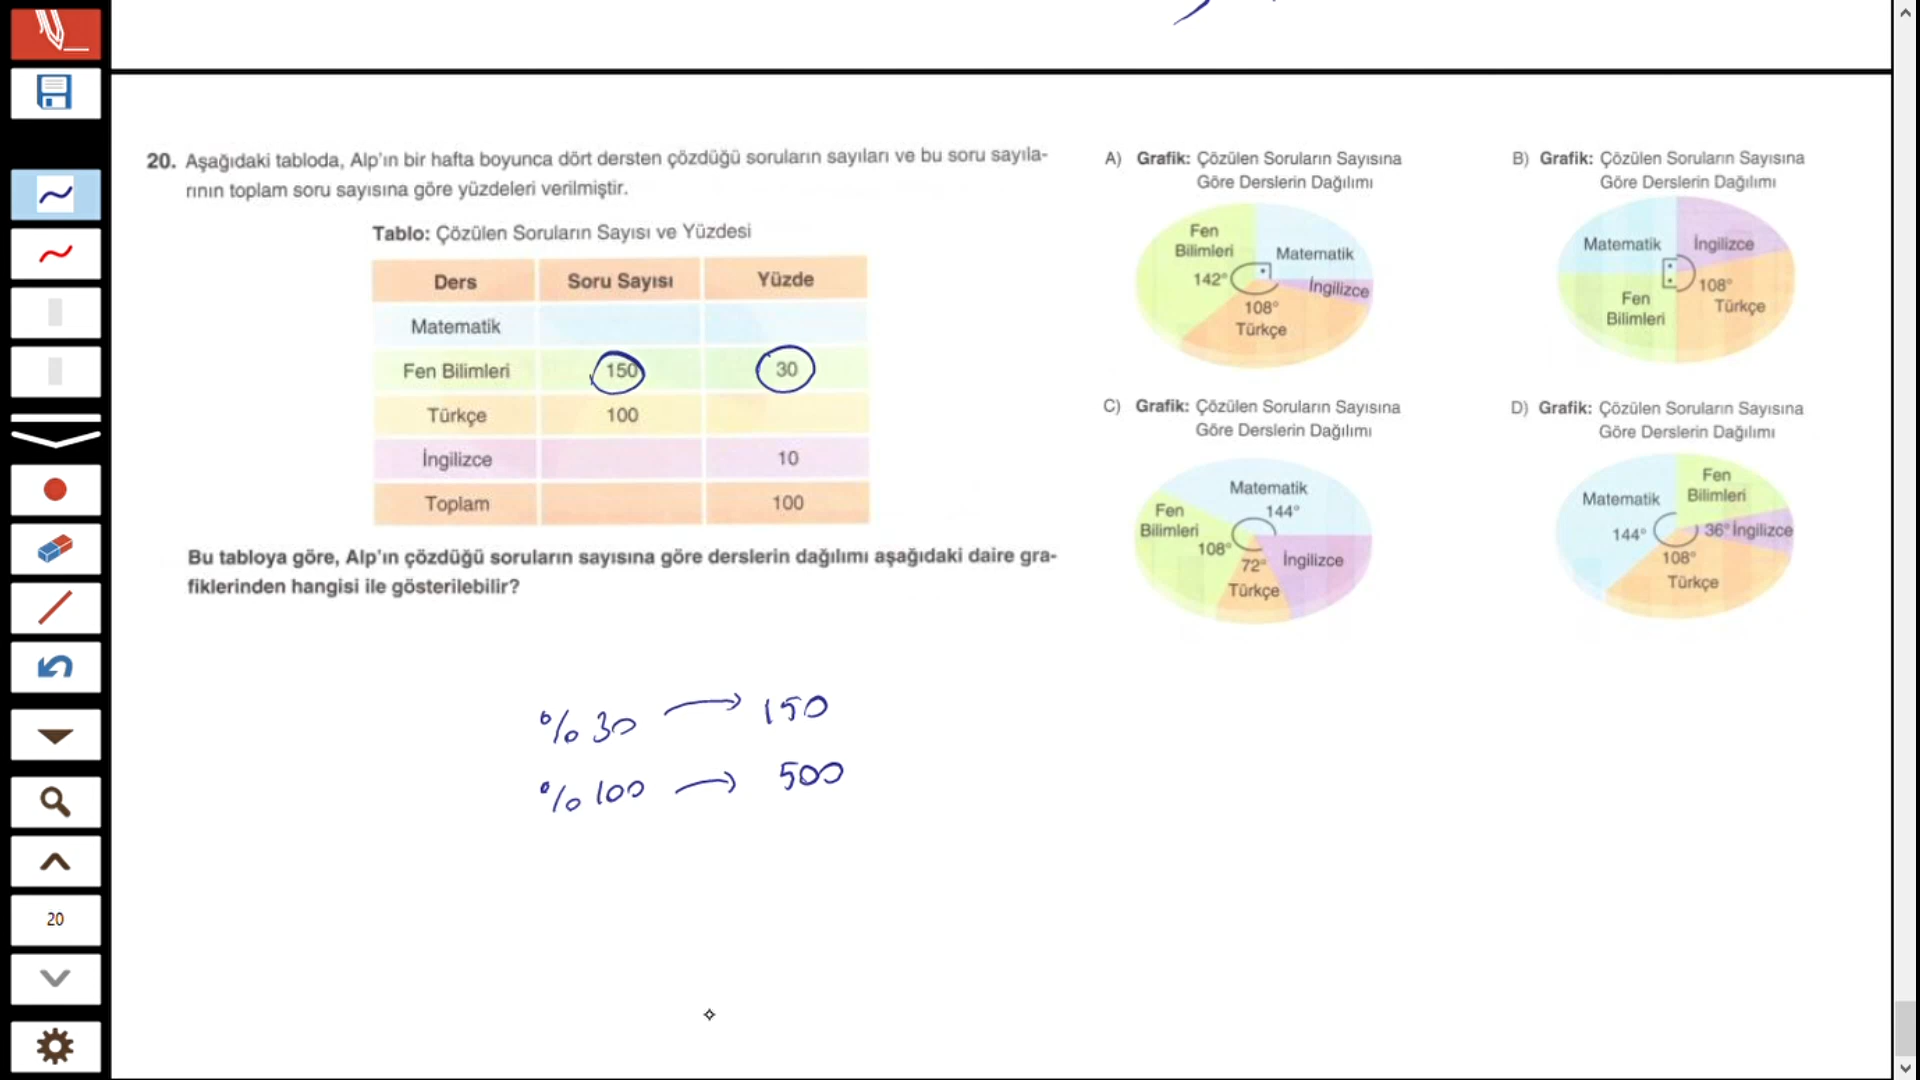 20. Aşağıdaki tabloda, Alp'ın bir hafta boyunca dört dersten çözdüğü soruların sayıları ve bu soru sayıla-
rının toplam soru sayısına göre yüzdeleri verilmiştir.
Tablo: Çözülen Soruların Sayısı ve Yüzdesi
Ders Soru Sayısı Yüzde
Matematik
Fen Bilimleri 150 30
Türkçe 100
İngilizce 10
Toplam 100
Bu tabloya göre, Alp'ın çözdüğü soruların sayısına göre derslerin dağılımı aşağıdaki daire gra-
fiklerinden hangisi ile gösterilebilir?
%30 → 150
%100 → 500
A) Grafik: Çözülen Soruların Sayısına
Göre Derslerin Dağılımı
Fen
Bilimleri
Matematik
142°
İngilizce
108°
Türkçe
B) Grafik: Çözülen Soruların Sayısına
Göre Derslerin Dağılımı
Matematik
İngilizce
108°
Fen
Bilimleri
Türkçe
C) Grafik: Çözülen Soruların Sayısına
Göre Derslerin Dağılımı
Matematik
144°
Fen
Bilimleri
108°
İngilizce
72°
Türkçe
D) Grafik: Çözülen Soruların Sayısına
Göre Derslerin Dağılımı
Fen
Bilimleri
Matematik
144°
36° İngilizce
108°
Türkçe
20